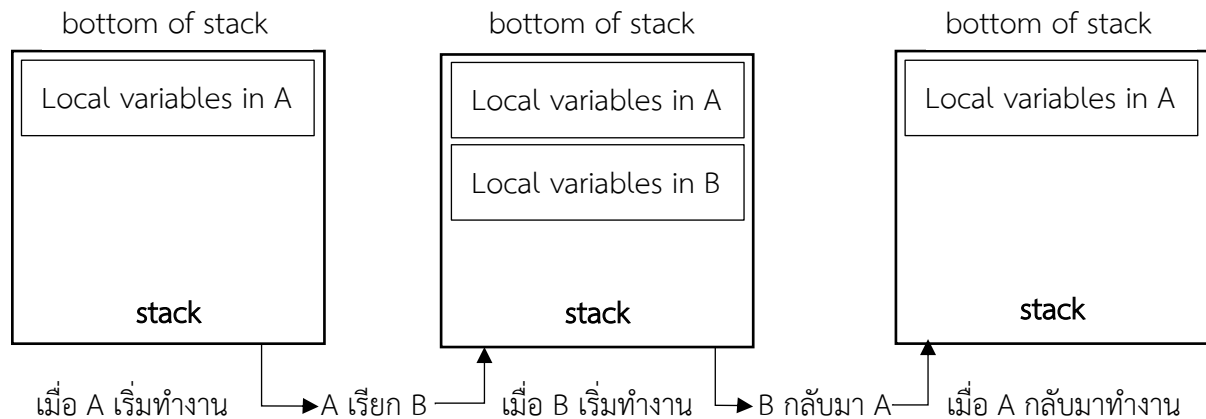 bottom of stack
Local variables in A
stack
bottom of stack
Local variables in A
Local variables in B
stack
bottom of stack
Local variables in A
stack
เมื่อ A เริ่มทำงาน
A เรียก B
เมื่อ B เริ่มทำงาน
B กลับมา A
เมื่อ A กลับมาทำงาน